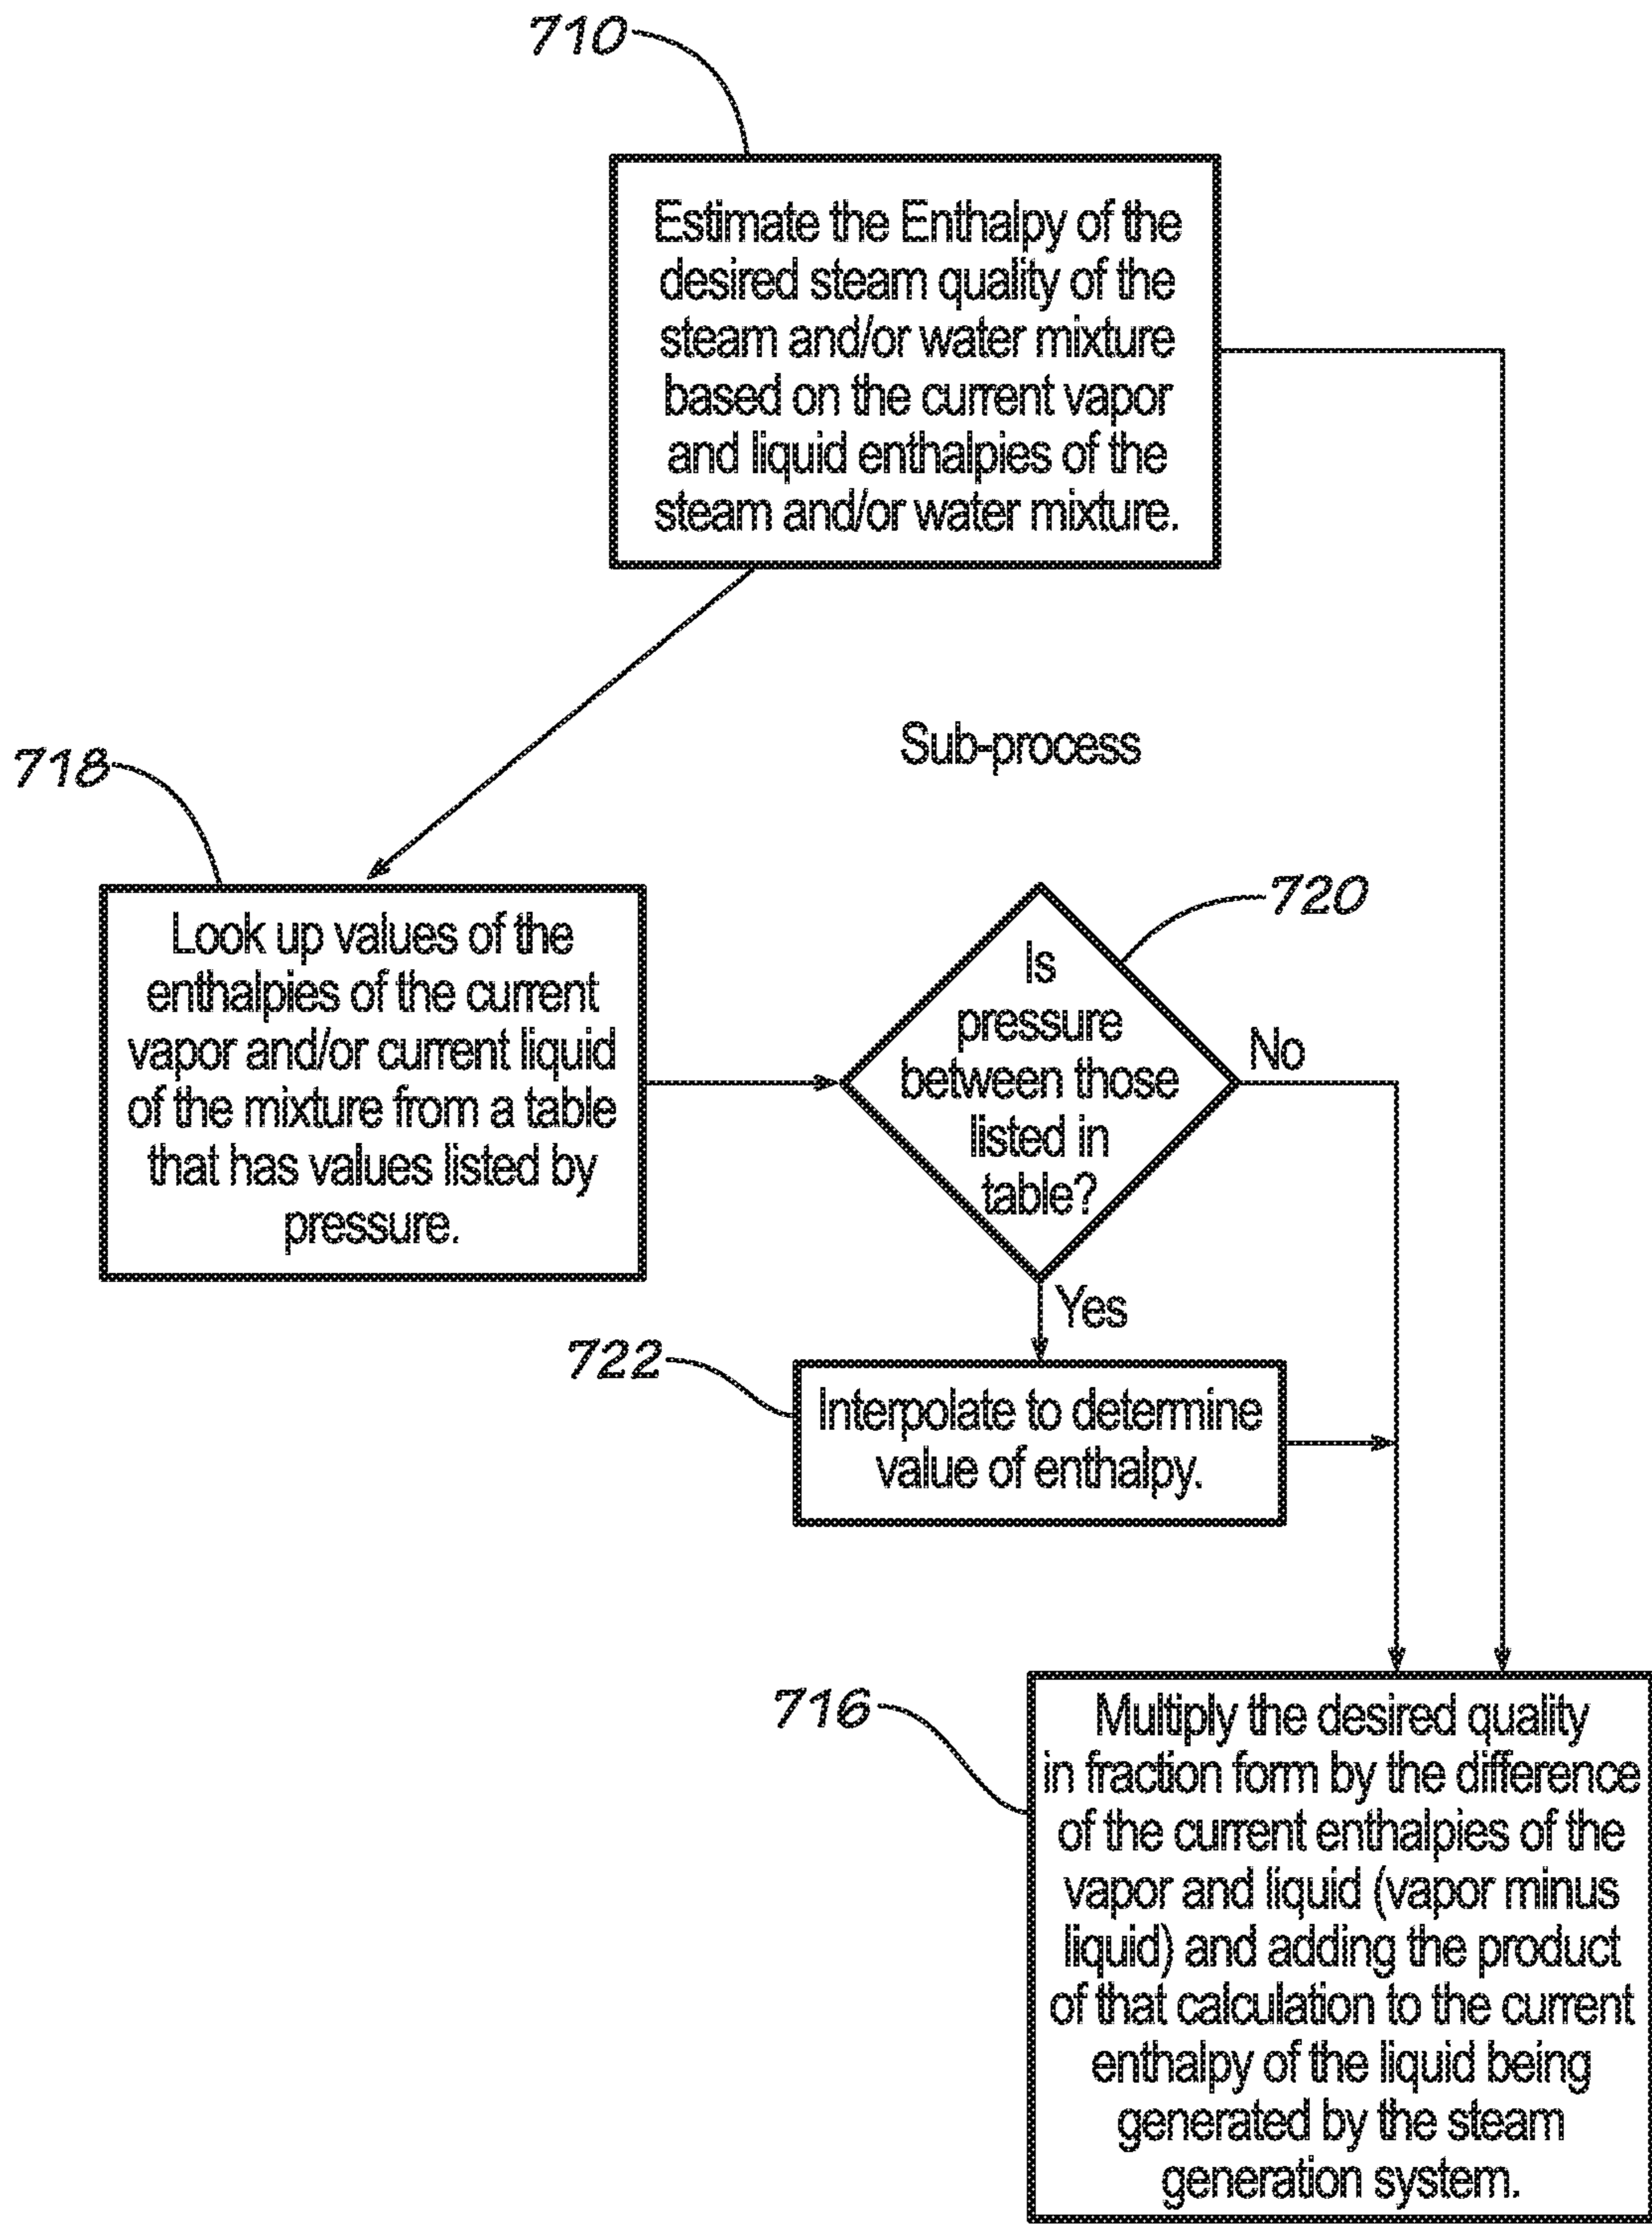 710
Estimate the Enthalpy of the
desired steam quality of the
steam and/or water mixture
based on the current vapor
and liquid enthalpies of the
steam and/or water mixture.
Sub-process
718
Look up values of the
enthalpies of the current
vapor and/or current liquid
of the mixture from a table
that has values listed by
pressure.
720
Is
pressure
between those
listed in
table?
No
Yes
722
Interpolate to determine
value of enthalpy.
716
Multiply the desired quality
in fraction form by the difference
of the current enthalpies of the
vapor and liquid (vapor minus
liquid) and adding the product
of that calculation to the current
enthalpy of the liquid being
generated by the steam
generation system.